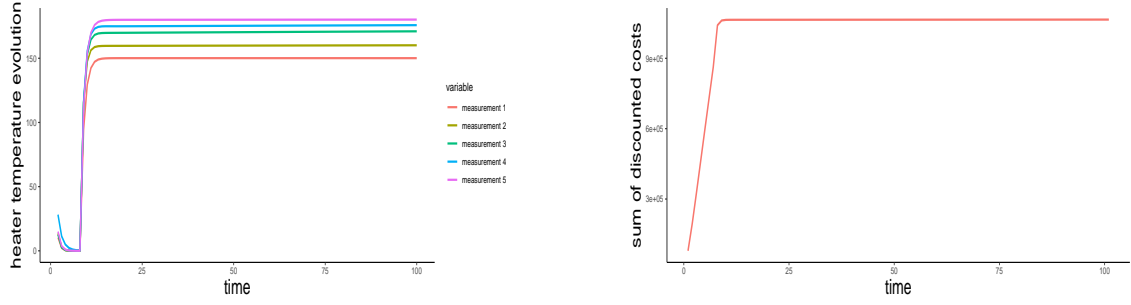 heater temperature evolution
150
100
50
0
0
25
50
75
100
time
variable
measurement 1
measurement 2
measurement 3
measurement 4
measurement 5
sum of discounted costs
9e+05
6e+05
3e+05
0
25
50
75
100
time